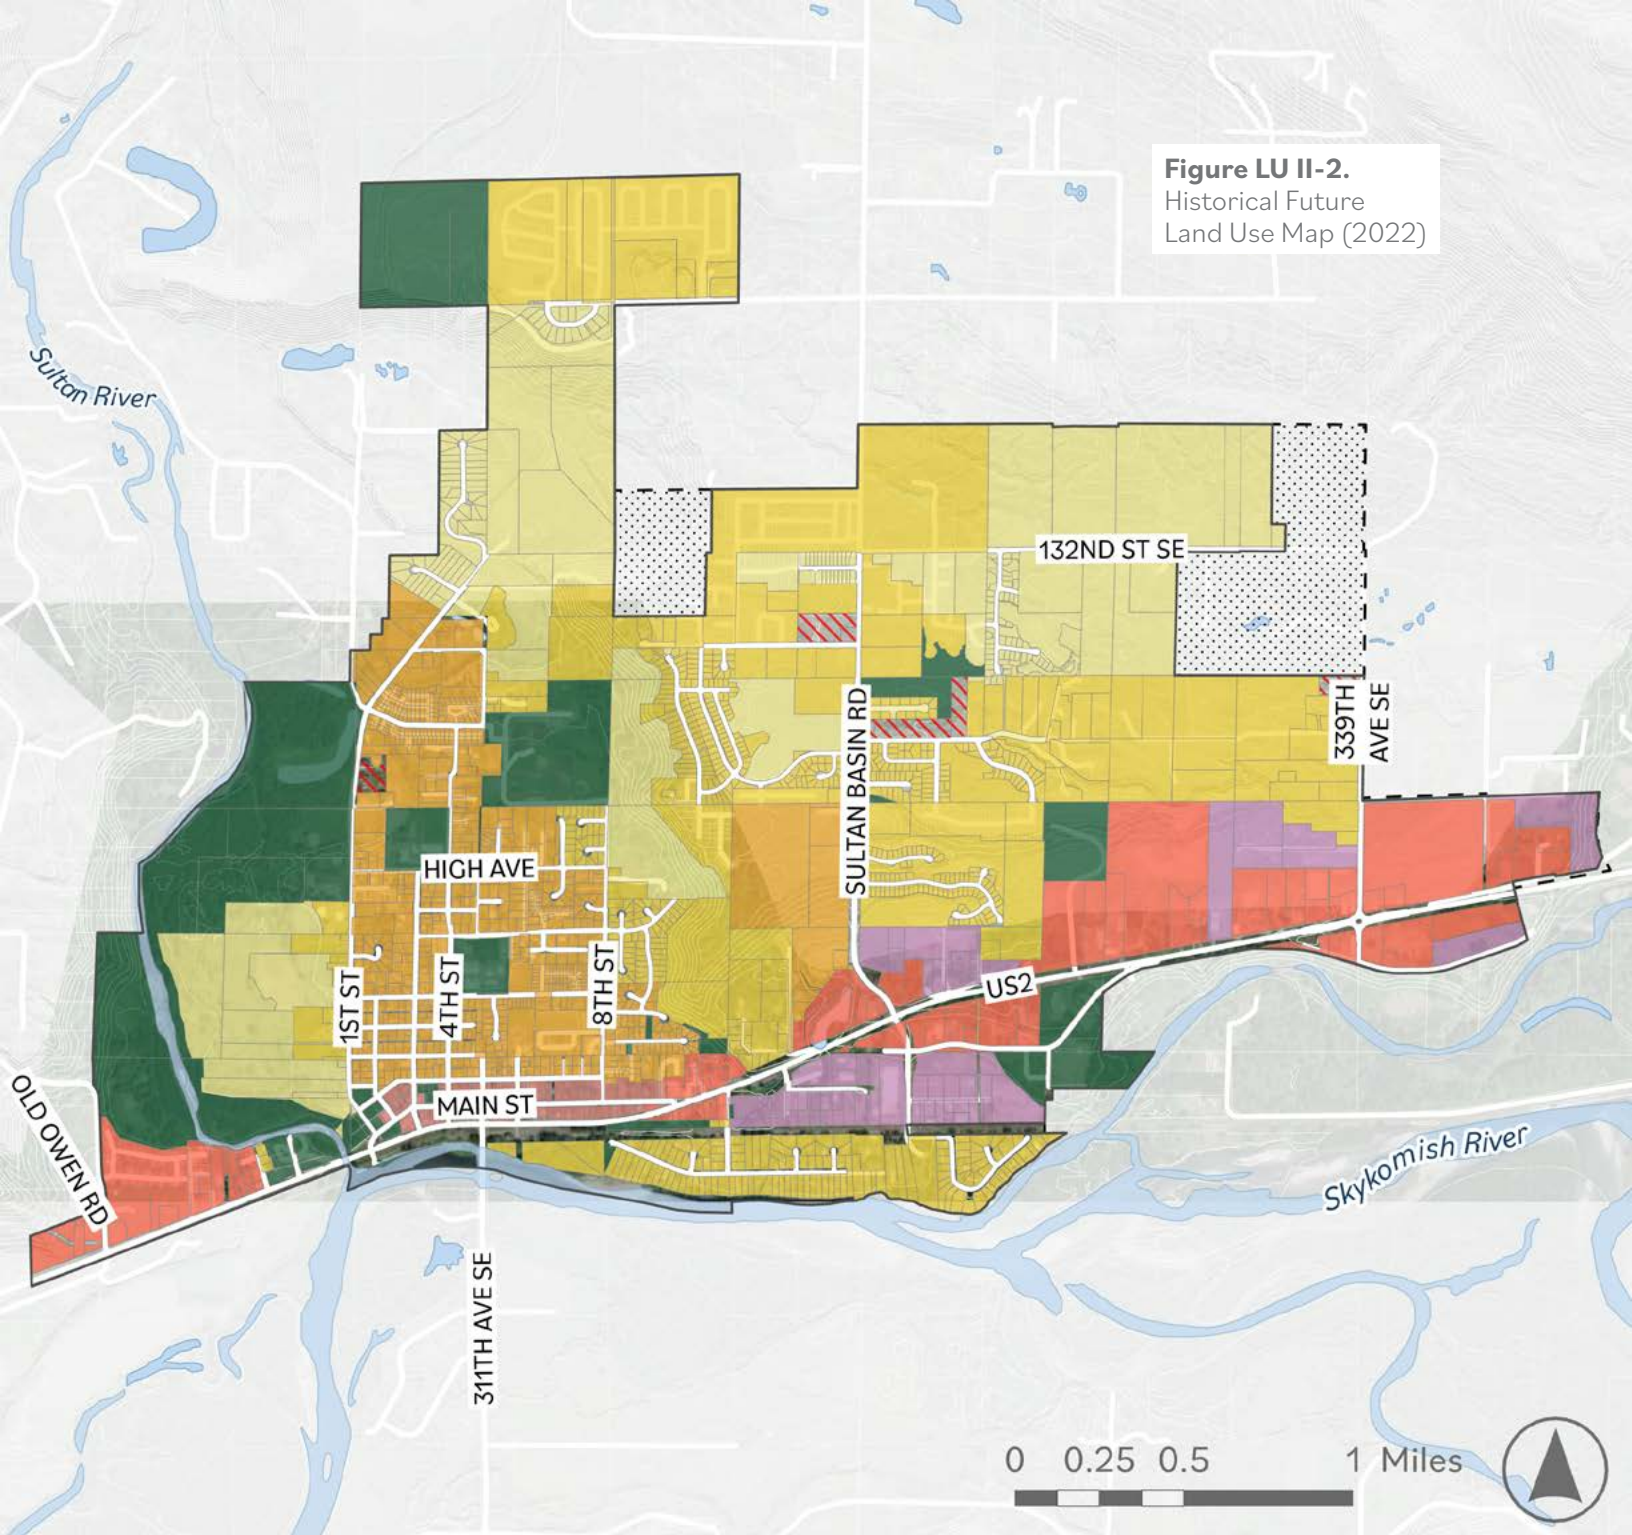 Figure LU II-2.
Historical Future
Land Use Map (2022)
Sultan River
132ND ST SE
339TH
AVE SE
SULTAN BASIN RD
HIGH AVE
1ST ST
4TH ST
8TH ST
US2
MAIN ST
OLD OWEN RD
Skykomish River
311TH AVE SE
0 0.25 0.5 1 Miles